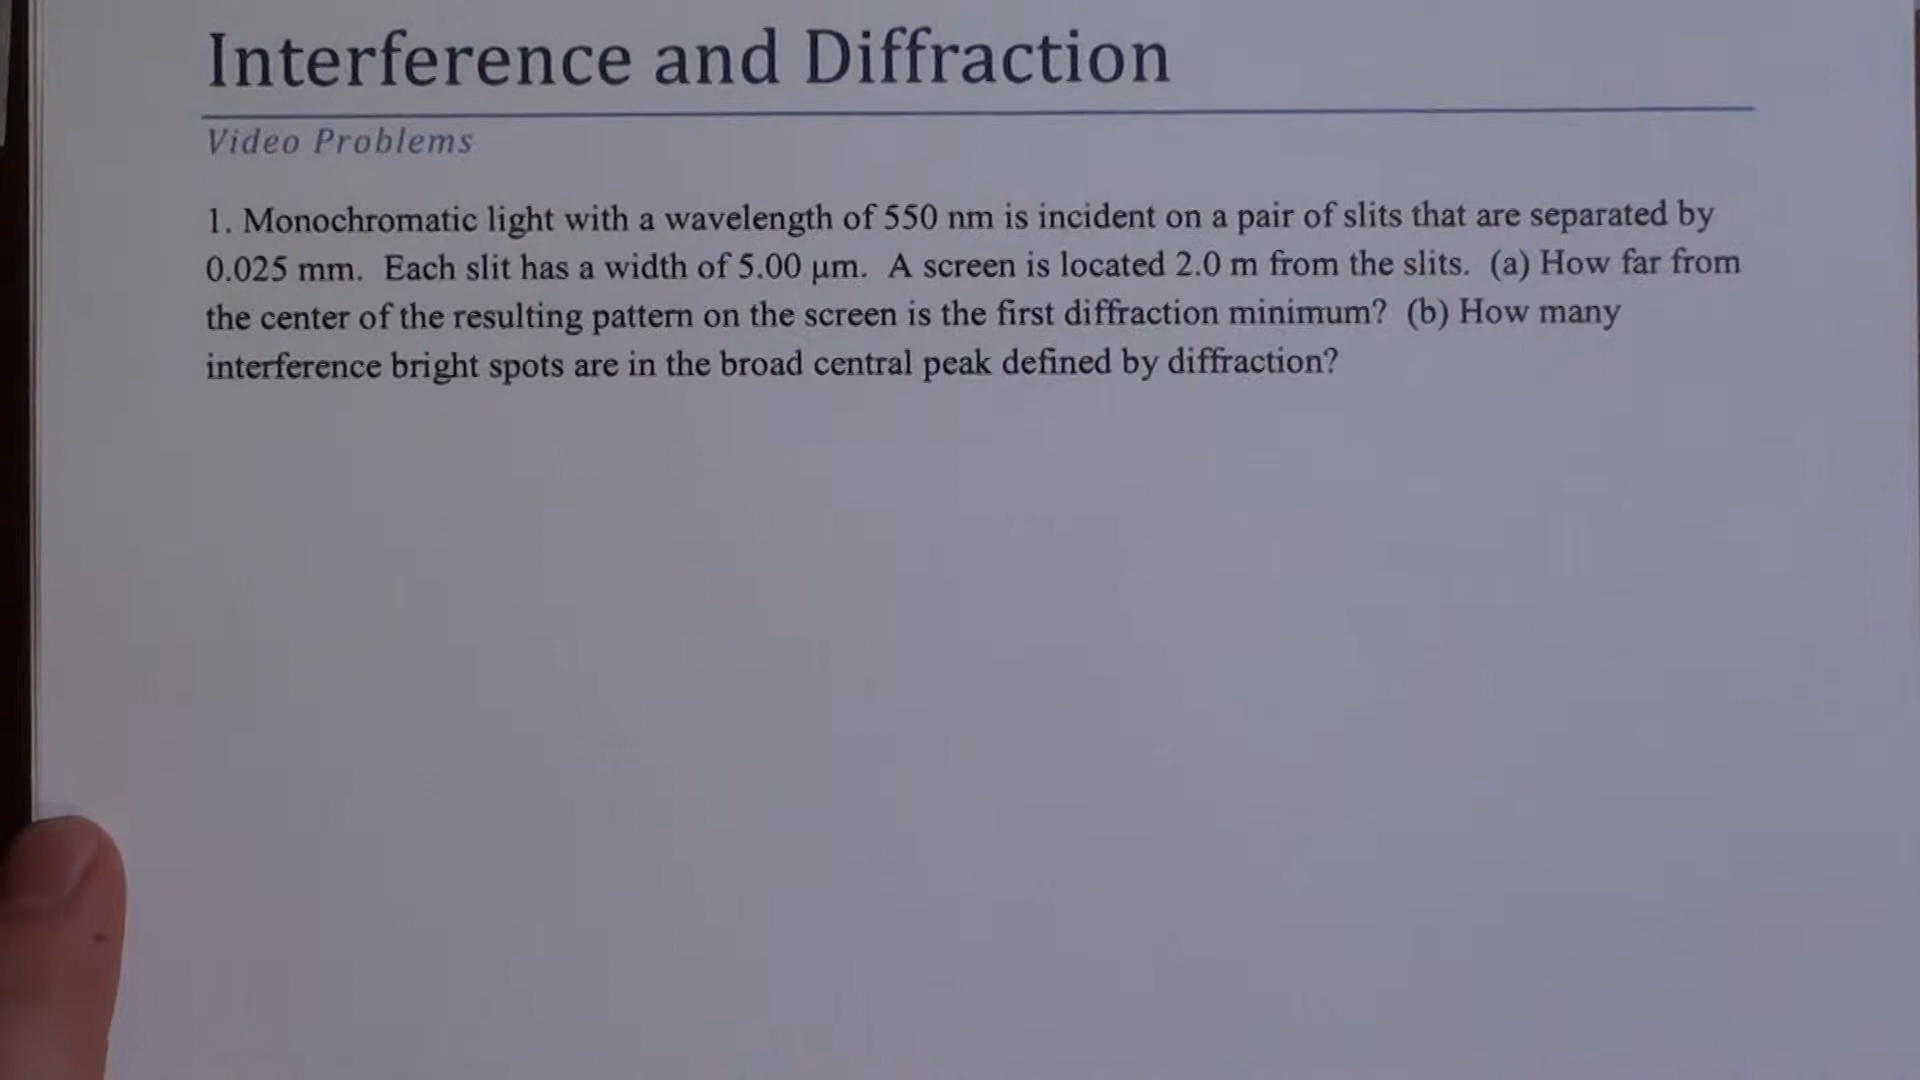 Interference and Diffraction
Video Problems
1. Monochromatic light with a wavelength of 550 nm is incident on a pair of slits that are separated by
0.025 mm.  Each slit has a width of 5.00 μm.  A screen is located 2.0 m from the slits.  (a) How far from
the center of the resulting pattern on the screen is the first diffraction minimum?  (b) How many
interference bright spots are in the broad central peak defined by diffraction?